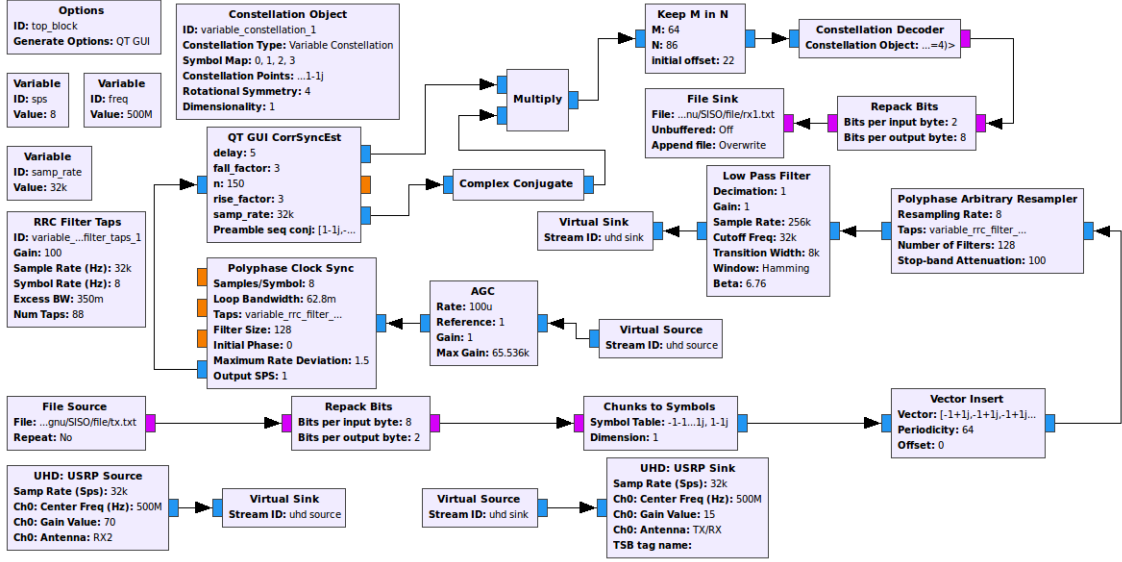 Options
ID: top_block
Generate Options: QT GUI
Variable
ID: sps
Value: 8
Variable
ID: freq
Value: 500M
Variable
ID: samp_rate
Value: 32k
RRC Filter Taps
ID: variable_...filter_taps_1
Gain: 100
Sample Rate (Hz): 32k
Symbol Rate (Hz): 8
Excess BW: 350m
Num Taps: 88
Constellation Object
ID: variable_constellation_1
Constellation Type: Variable Constellation
Symbol Map: 0, 1, 2, 3
Constellation Points: ...1-1j
Rotational Symmetry: 4
Dimensionality: 1
QT GUI CorrSyncEst
delay: 5
fall_factor: 3
n: 150
rise_factor: 3
samp_rate: 32k
Preamble seq conj: [1-1j,-...
Multiply
Complex Conjugate
Keep M in N
M: 64
N: 86
initial offset: 22
Constellation Decoder
Constellation Object: ...=4)>
File Sink
File: ...nu/SISO/file/rx1.txt
Unbuffered: Off
Append file: Overwrite
Repack Bits
Bits per input byte: 2
Bits per output byte: 8
Virtual Sink
Stream ID: uhd sink
Low Pass Filter
Decimation: 1
Gain: 1
Sample Rate: 256k
Cutoff Freq: 32k
Transition Width: 8k
Window: Hamming
Beta: 6.76
Polyphase Arbitrary Resampler
Resampling Rate: 8
Taps: variable_rrc_filter_...
Number of Filters: 128
Stop-band Attenuation: 100
Polyphase Clock Sync
Samples/Symbol: 8
Loop Bandwidth: 62.8m
Taps: variable_rrc_filter_...
Filter Size: 128
Initial Phase: 0
Maximum Rate Deviation: 1.5
Output SPS: 1
AGC
Rate: 100u
Reference: 1
Gain: 1
Max Gain: 65.536k
Virtual Source
Stream ID: uhd source
File Source
File: ...gnu/SISO/file/tx.txt
Repeat: No
Repack Bits
Bits per input byte: 8
Bits per output byte: 2
Chunks to Symbols
Symbol Table: -1-1...1j, 1-1j
Dimension: 1
Vector Insert
Vector: [-1+1j,-1+1j,-1+1j...
Periodicity: 64
Offset: 0
UHD: USRP Source
Samp Rate (Sps): 32k
Ch0: Center Freq (Hz): 500M
Ch0: Gain Value: 70
Ch0: Antenna: RX2
Virtual Sink
Stream ID: uhd source
Virtual Source
Stream ID: uhd sink
UHD: USRP Sink
Samp Rate (Sps): 32k
Ch0: Center Freq (Hz): 500M
Ch0: Gain Value: 15
Ch0: Antenna: TX/RX
TSB tag name: